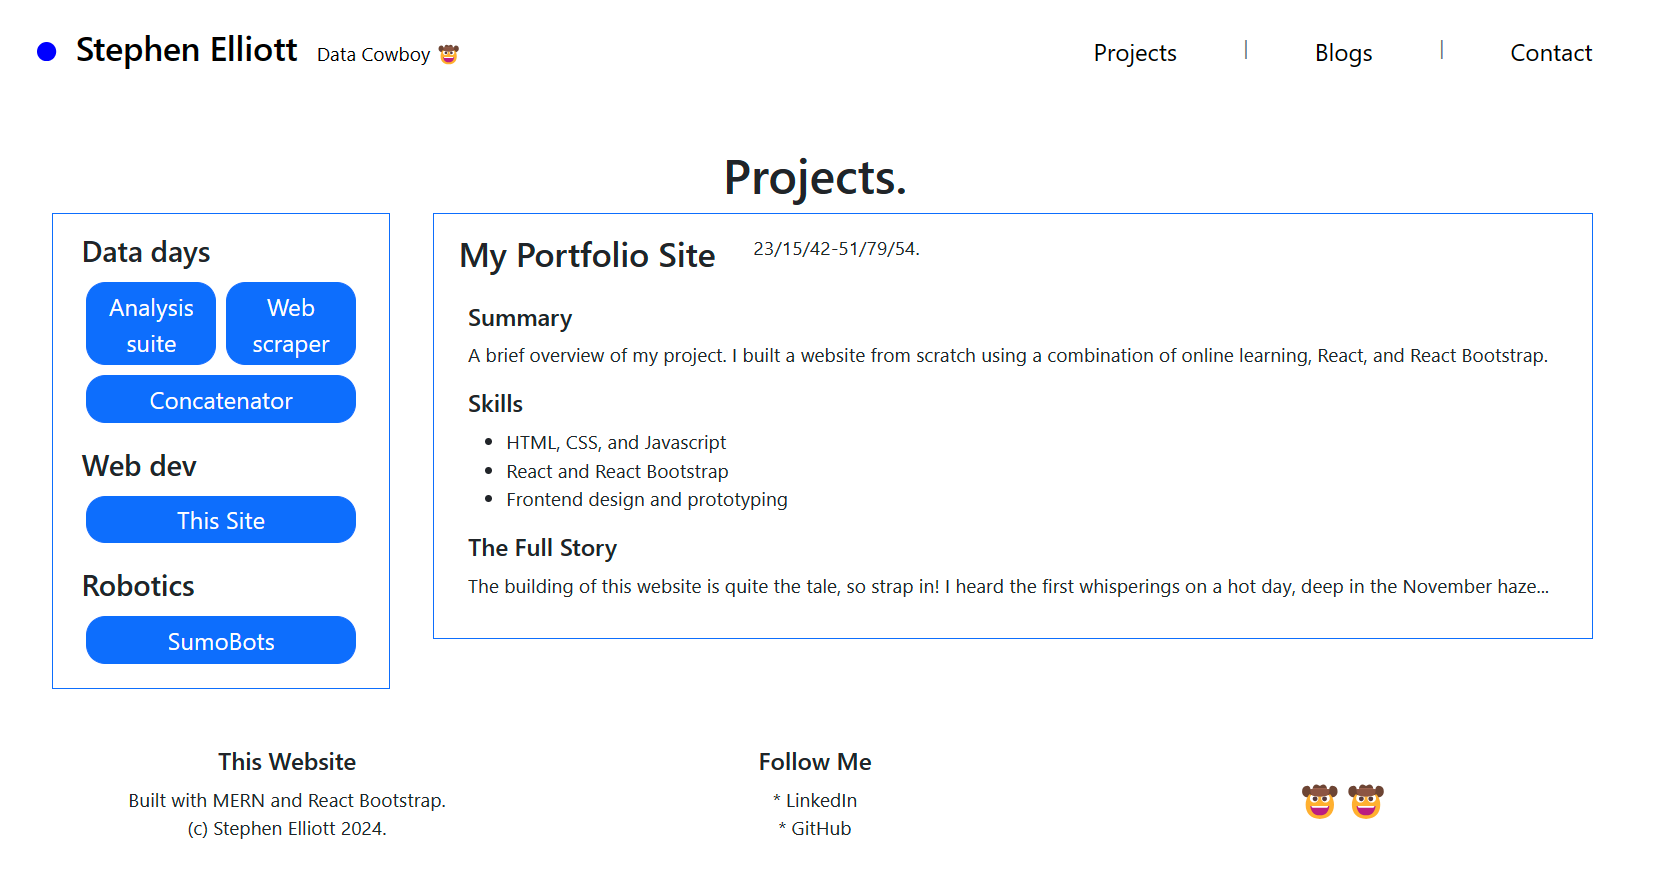 Stephen Elliott Data Cowboy 🤠
Projects | Blogs | Contact
Projects.
Data days
Analysis
suite
Web
scraper
Concatenator
Web dev
This Site
Robotics
SumoBots
My Portfolio Site 23/15/42-51/79/54.
Summary
A brief overview of my project. I built a website from scratch using a combination of online learning, React, and React Bootstrap.
Skills
• HTML, CSS, and Javascript
• React and React Bootstrap
• Frontend design and prototyping
The Full Story
The building of this website is quite the tale, so strap in! I heard the first whisperings on a hot day, deep in the November haze...
This Website
Built with MERN and React Bootstrap.
(c) Stephen Elliott 2024.
Follow Me
* LinkedIn
* GitHub
🤠🤠